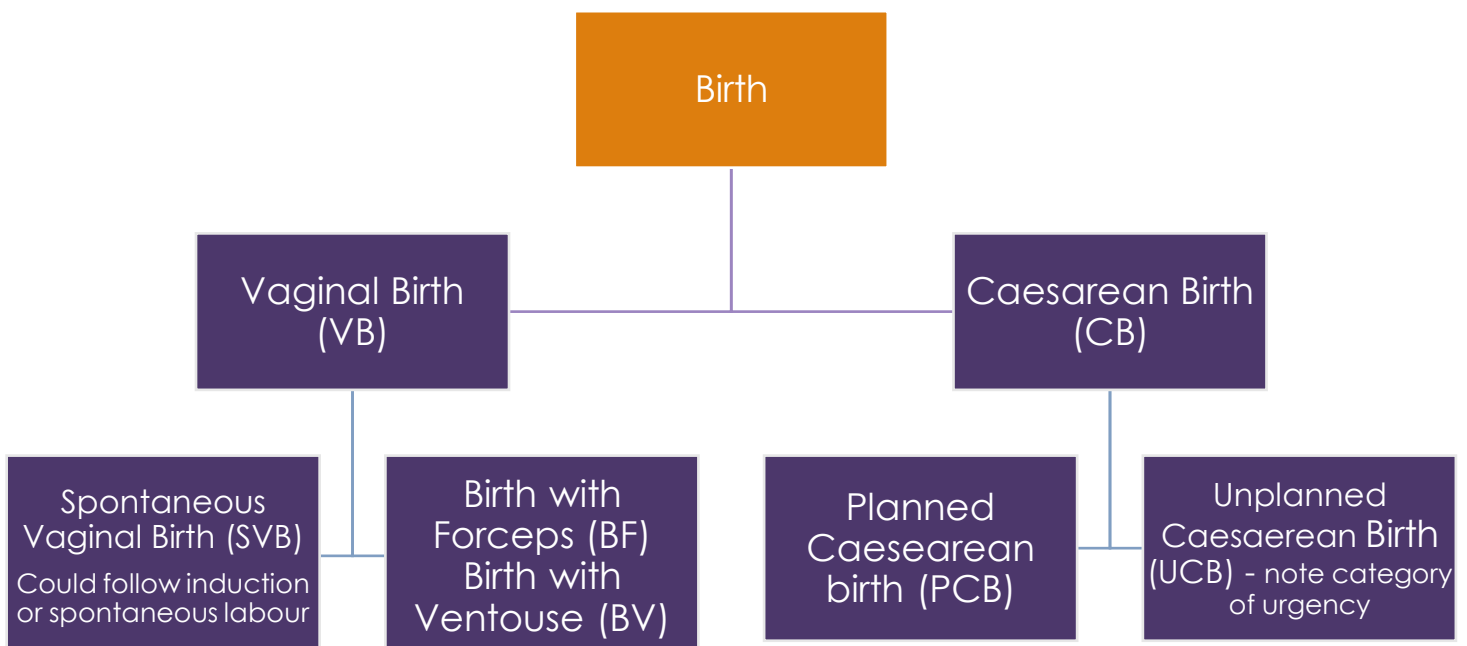 Birth
Vaginal Birth
(VB)
Caesarean Birth
(CB)
Spontaneous
Vaginal Birth (SVB)
Could follow induction
or spontaneous labour
Birth with
Forceps (BF)
Birth with
Ventouse (BV)
Planned
Caesearean
birth (PCB)
Unplanned
Caesaerean Birth
(UCB) - note category
of urgency